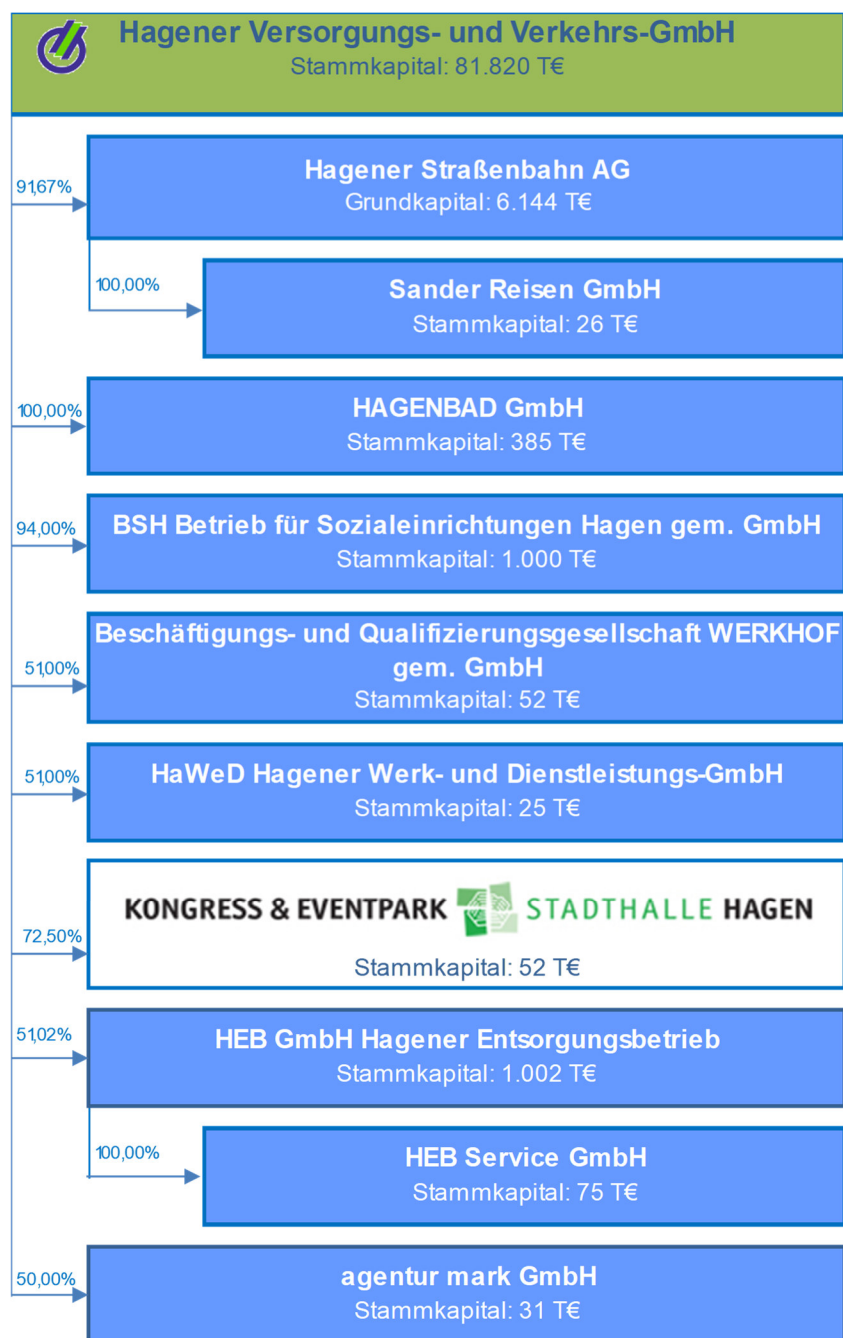 Hagener Versorgungs- und Verkehrs-GmbH
Stammkapital: 81.820 T€
91,67%
Hagener Straßenbahn AG
Grundkapital: 6.144 T€
100,00%
Sander Reisen GmbH
Stammkapital: 26 T€
100,00%
HAGENBAD GmbH
Stammkapital: 385 T€
94,00%
BSH Betrieb für Sozialeinrichtungen Hagen gem. GmbH
Stammkapital: 1.000 T€
51,00%
Beschäftigungs- und Qualifizierungsgesellschaft WERKHOF
gem. GmbH
Stammkapital: 52 T€
51,00%
HaWeD Hagener Werk- und Dienstleistungs-GmbH
Stammkapital: 25 T€
72,50%
KONGRESS & EVENTPARK STADTHALLE HAGEN
Stammkapital: 52 T€
51,02%
HEB GmbH Hagener Entsorgungsbetrieb
Stammkapital: 1.002 T€
100,00%
HEB Service GmbH
Stammkapital: 75 T€
50,00%
agentur mark GmbH
Stammkapital: 31 T€